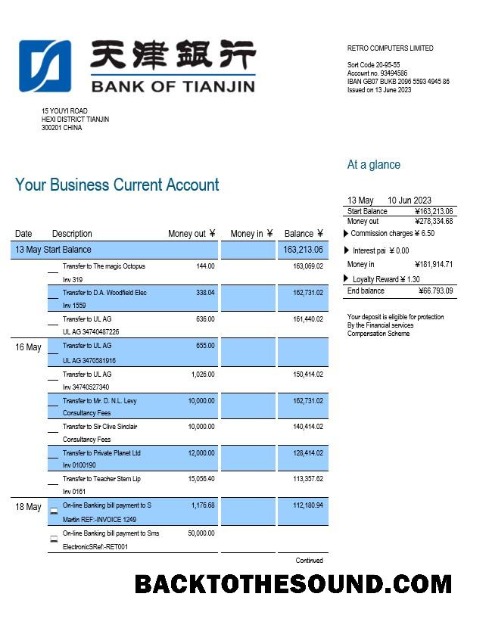 天津銀行
BANK OF TIANJIN
15 YOUYI ROAD
HEXI DISTRICT TIANJIN
300201 CHINA
RETRO COMPUTERS LIMITED
Sort Code 20-95-55
Account no. 93494586
IBAN GB07 BUKB 2096 5593 4945 86
Issued on 13 June 2023
At a glance
13 May 10 Jun 2023
Start Balance ¥163,213.06
Money out ¥278,334.68
Commission charges ¥ 6.50
Interest pai ¥ 0.00
Money in ¥181,914.71
Loyalty Reward ¥ 1.30
End balance ¥66.793.09
Your deposit is eligible for protection
By the Financial services
Compensation Scheme
Your Business Current Account
Date Description Money out ¥ Money in ¥ Balance ¥
13 May Start Balance 163,213.06
Transfer to The magic Octopus 144.00 163,069.02
Inv 319
Transfer to D.A. Woodfield Elec 338.04 162,731.02
Inv 1559
Transfer to UL AG 636.00 161,440.02
UL AG 34740487226
16 May Transfer to UL AG 655.00
UL AG 3470581916
Transfer to UL AG 1,026.00 150,414.02
Inv 34740527340
Transfer to Mr. D. N.L. Levy 10,000.00 162,731.02
Consultancy Fees
Transfer to Sir Clive Sinclair 10,000.00 140,414.02
Consultancy Fees
Transfer to Private Planet Ltd 12,000.00 128,414.02
Inv 0100190
Transfer to Teacher Stem Lip 15,056.40 113,357.62
Inv 0161
18 May On-line Banking bill payment to S 1,176.68 112,180.94
Martin REF:-INVOICE 1249
On-line Banking bill payment to Sms 50,000.00
ElectronicSRef:-RET001
Continued
BACKTOTHESOUND.COM